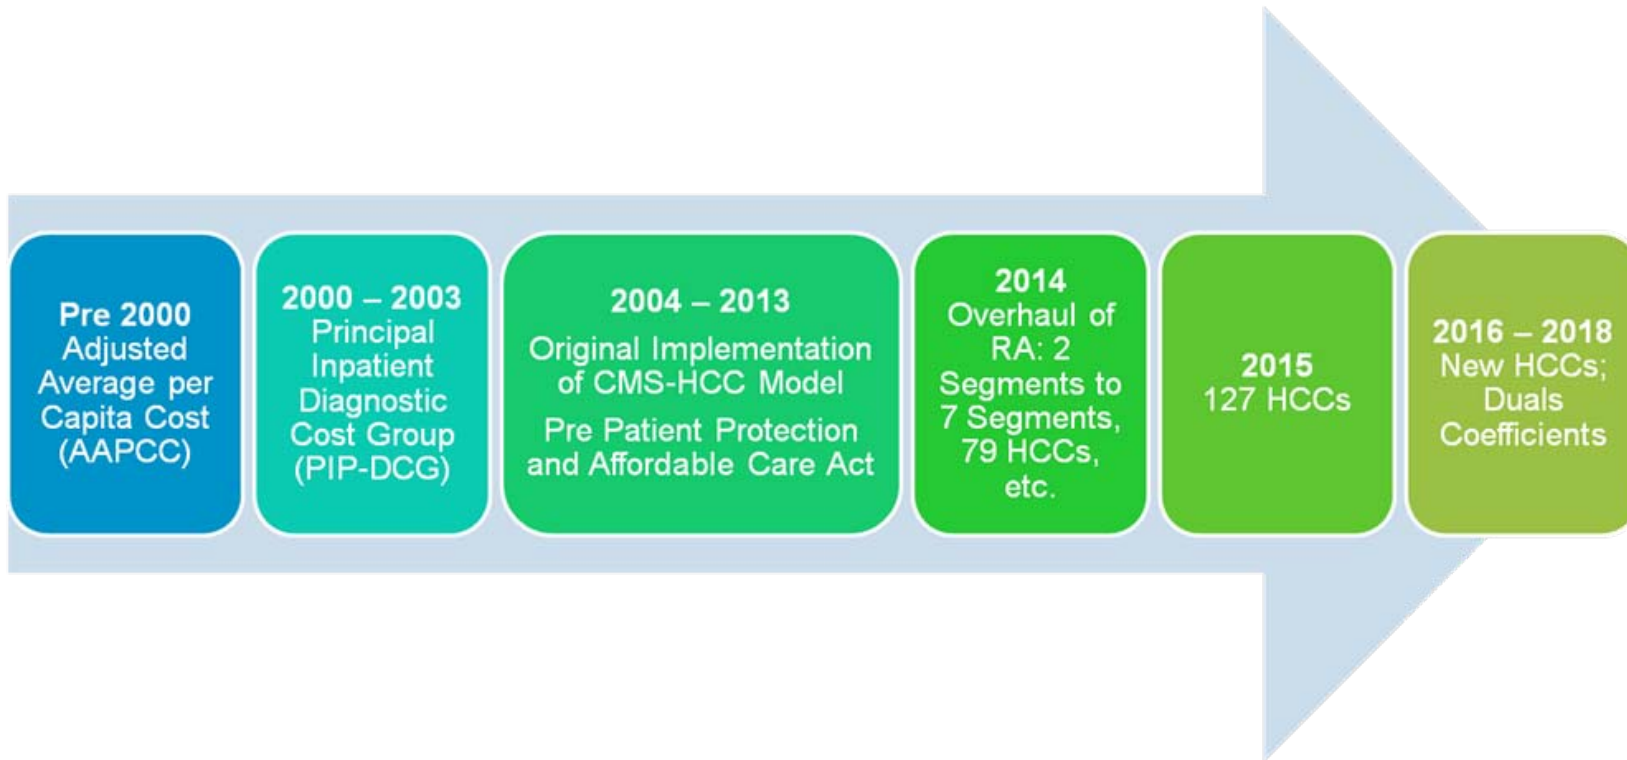 Pre 2000
Adjusted
Average per
Capita Cost
(AAPCC)
2000 – 2003
Principal
Inpatient
Diagnostic
Cost Group
(PIP-DCG)
2004 – 2013
Original Implementation
of CMS-HCC Model
Pre Patient Protection
and Affordable Care Act
2014
Overhaul of
RA: 2
Segments to
7 Segments,
79 HCCs,
etc.
2015
127 HCCs
2016 – 2018
New HCCs;
Duals
Coefficients